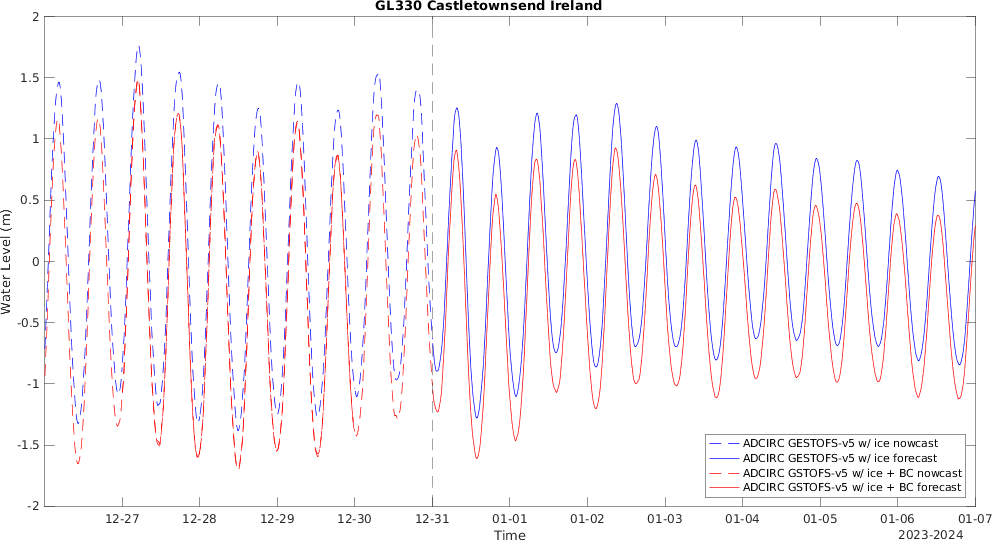 GL330 Castletownsend Ireland
Water Level (m)
2
1.5
1
0.5
0
-0.5
-1
-1.5
-2
ADCIRC GESTOFS-v5 w/ ice nowcast
ADCIRC GESTOFS-v5 w/ ice forecast
ADCIRC GSTOFS-v5 w/ ice + BC nowcast
ADCIRC GSTOFS-v5 w/ ice + BC forecast
12-27 12-28 12-29 12-30 12-31 01-01 01-02 01-03 01-04 01-05 01-06 01-07
Time
2023-2024